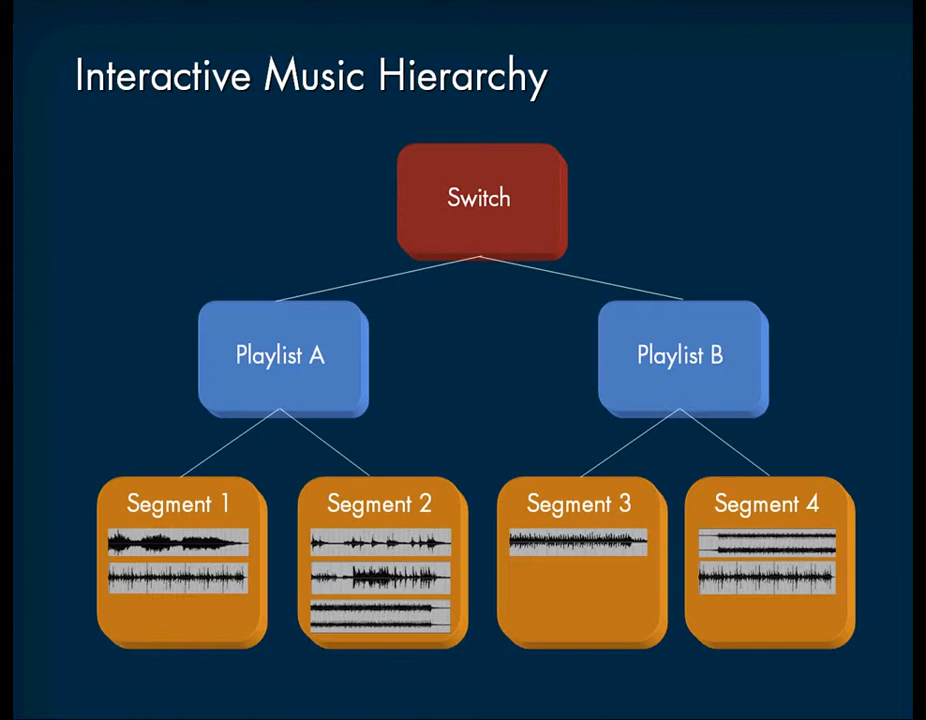 Interactive Music Hierarchy
Switch
Playlist A
Playlist B
Segment 1
Segment 2
Segment 3
Segment 4